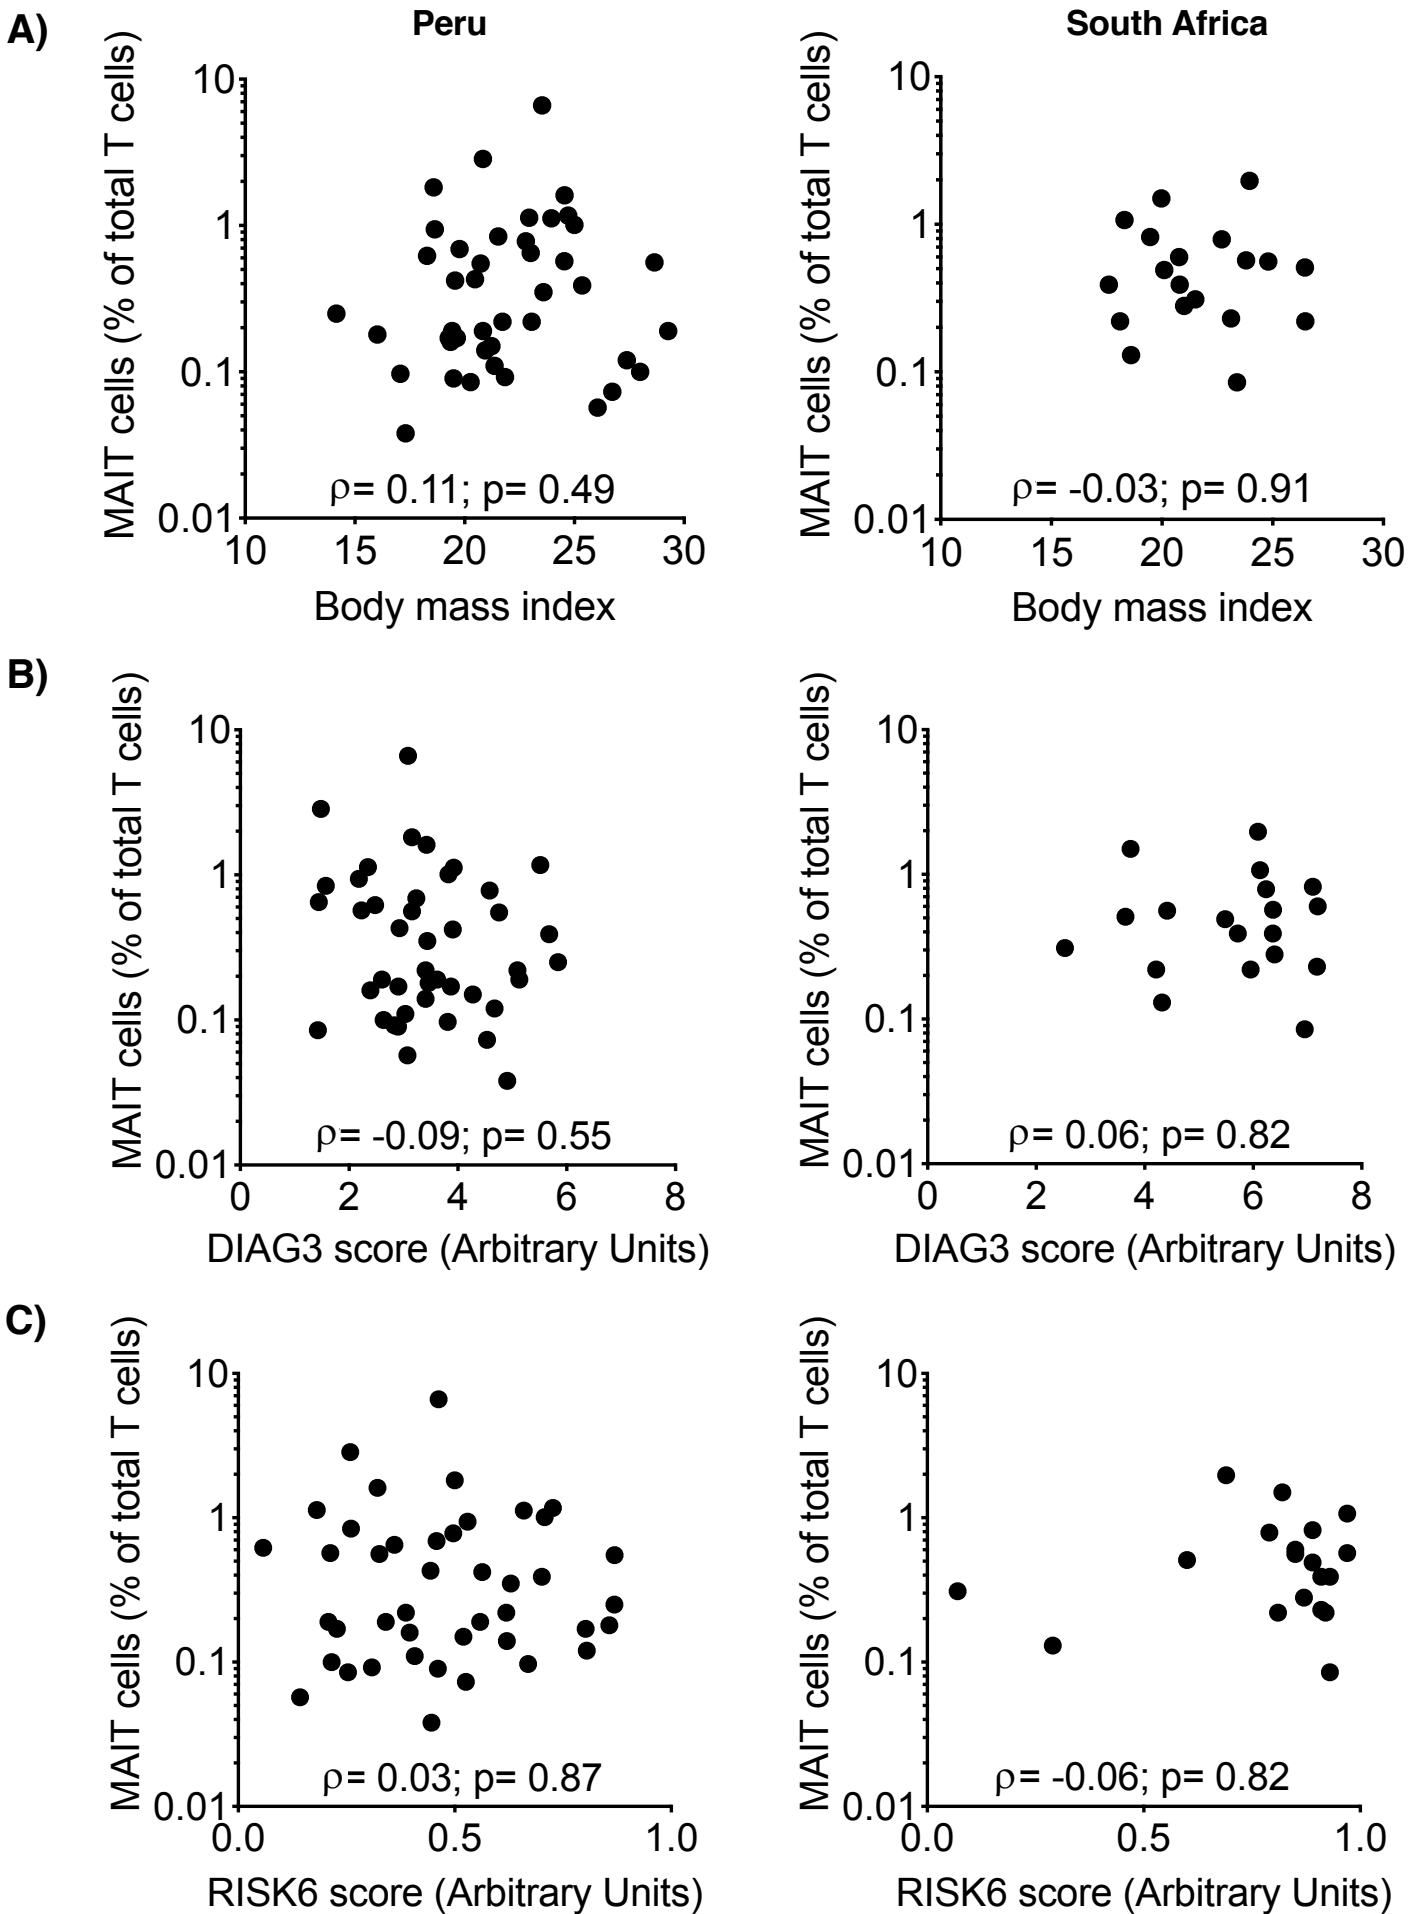 A)
Peru
South Africa
MAIT cells (% of total T cells)
10
1
0.1
0.01
ρ= 0.11; p= 0.49
10 15 20 25 30
Body mass index
MAIT cells (% of total T cells)
10
1
0.1
0.01
ρ= -0.03; p= 0.91
10 15 20 25 30
Body mass index
B)
MAIT cells (% of total T cells)
10
1
0.1
0.01
ρ= -0.09; p= 0.55
0 2 4 6 8
DIAG3 score (Arbitrary Units)
MAIT cells (% of total T cells)
10
1
0.1
0.01
ρ= 0.06; p= 0.82
0 2 4 6 8
DIAG3 score (Arbitrary Units)
C)
MAIT cells (% of total T cells)
10
1
0.1
0.01
ρ= 0.03; p= 0.87
0.0 0.5 1.0
RISK6 score (Arbitrary Units)
MAIT cells (% of total T cells)
10
1
0.1
0.01
ρ= -0.06; p= 0.82
0.0 0.5 1.0
RISK6 score (Arbitrary Units)